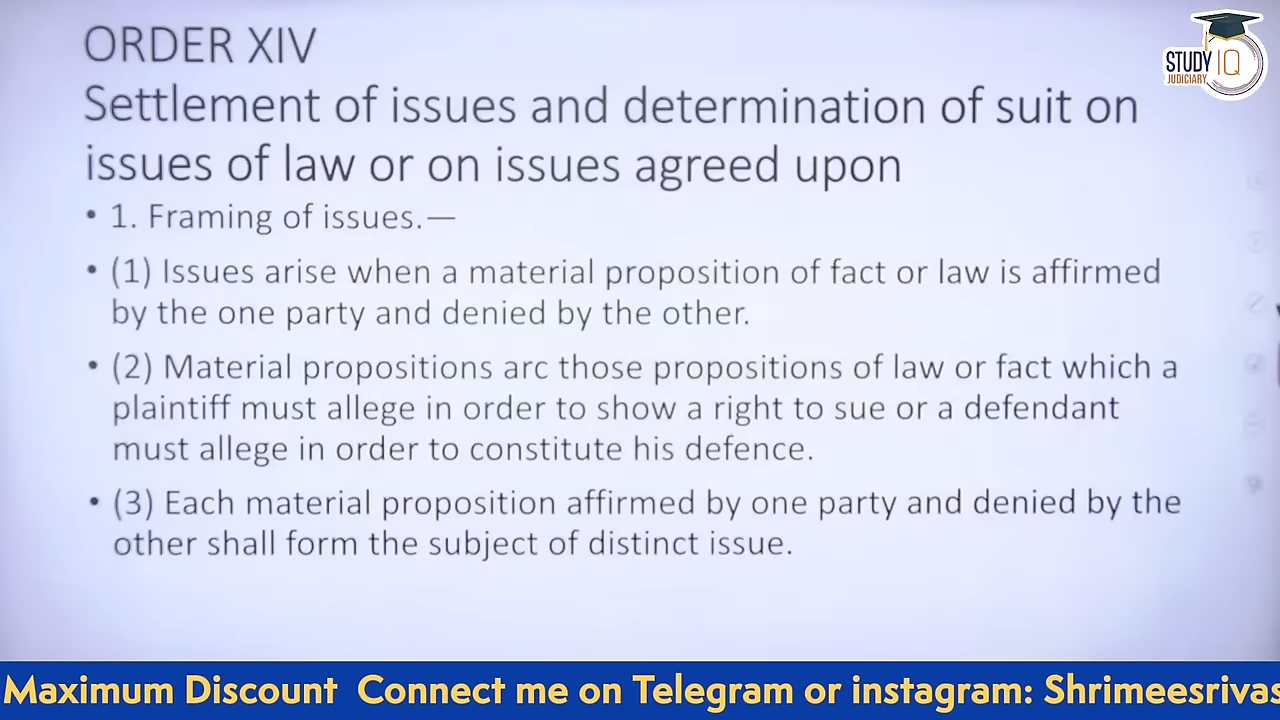 ORDER XIV
Settlement of issues and determination of suit on
issues of law or on issues agreed upon
• 1. Framing of issues.—
• (1) Issues arise when a material proposition of fact or law is affirmed
by the one party and denied by the other.
• (2) Material propositions arc those propositions of law or fact which a
plaintiff must allege in order to show a right to sue or a defendant
must allege in order to constitute his defence.
• (3) Each material proposition affirmed by one party and denied by the
other shall form the subject of distinct issue.
STUDY IQ
JUDICIARY
Maximum Discount Connect me on Telegram or instagram: Shrimeesrivas